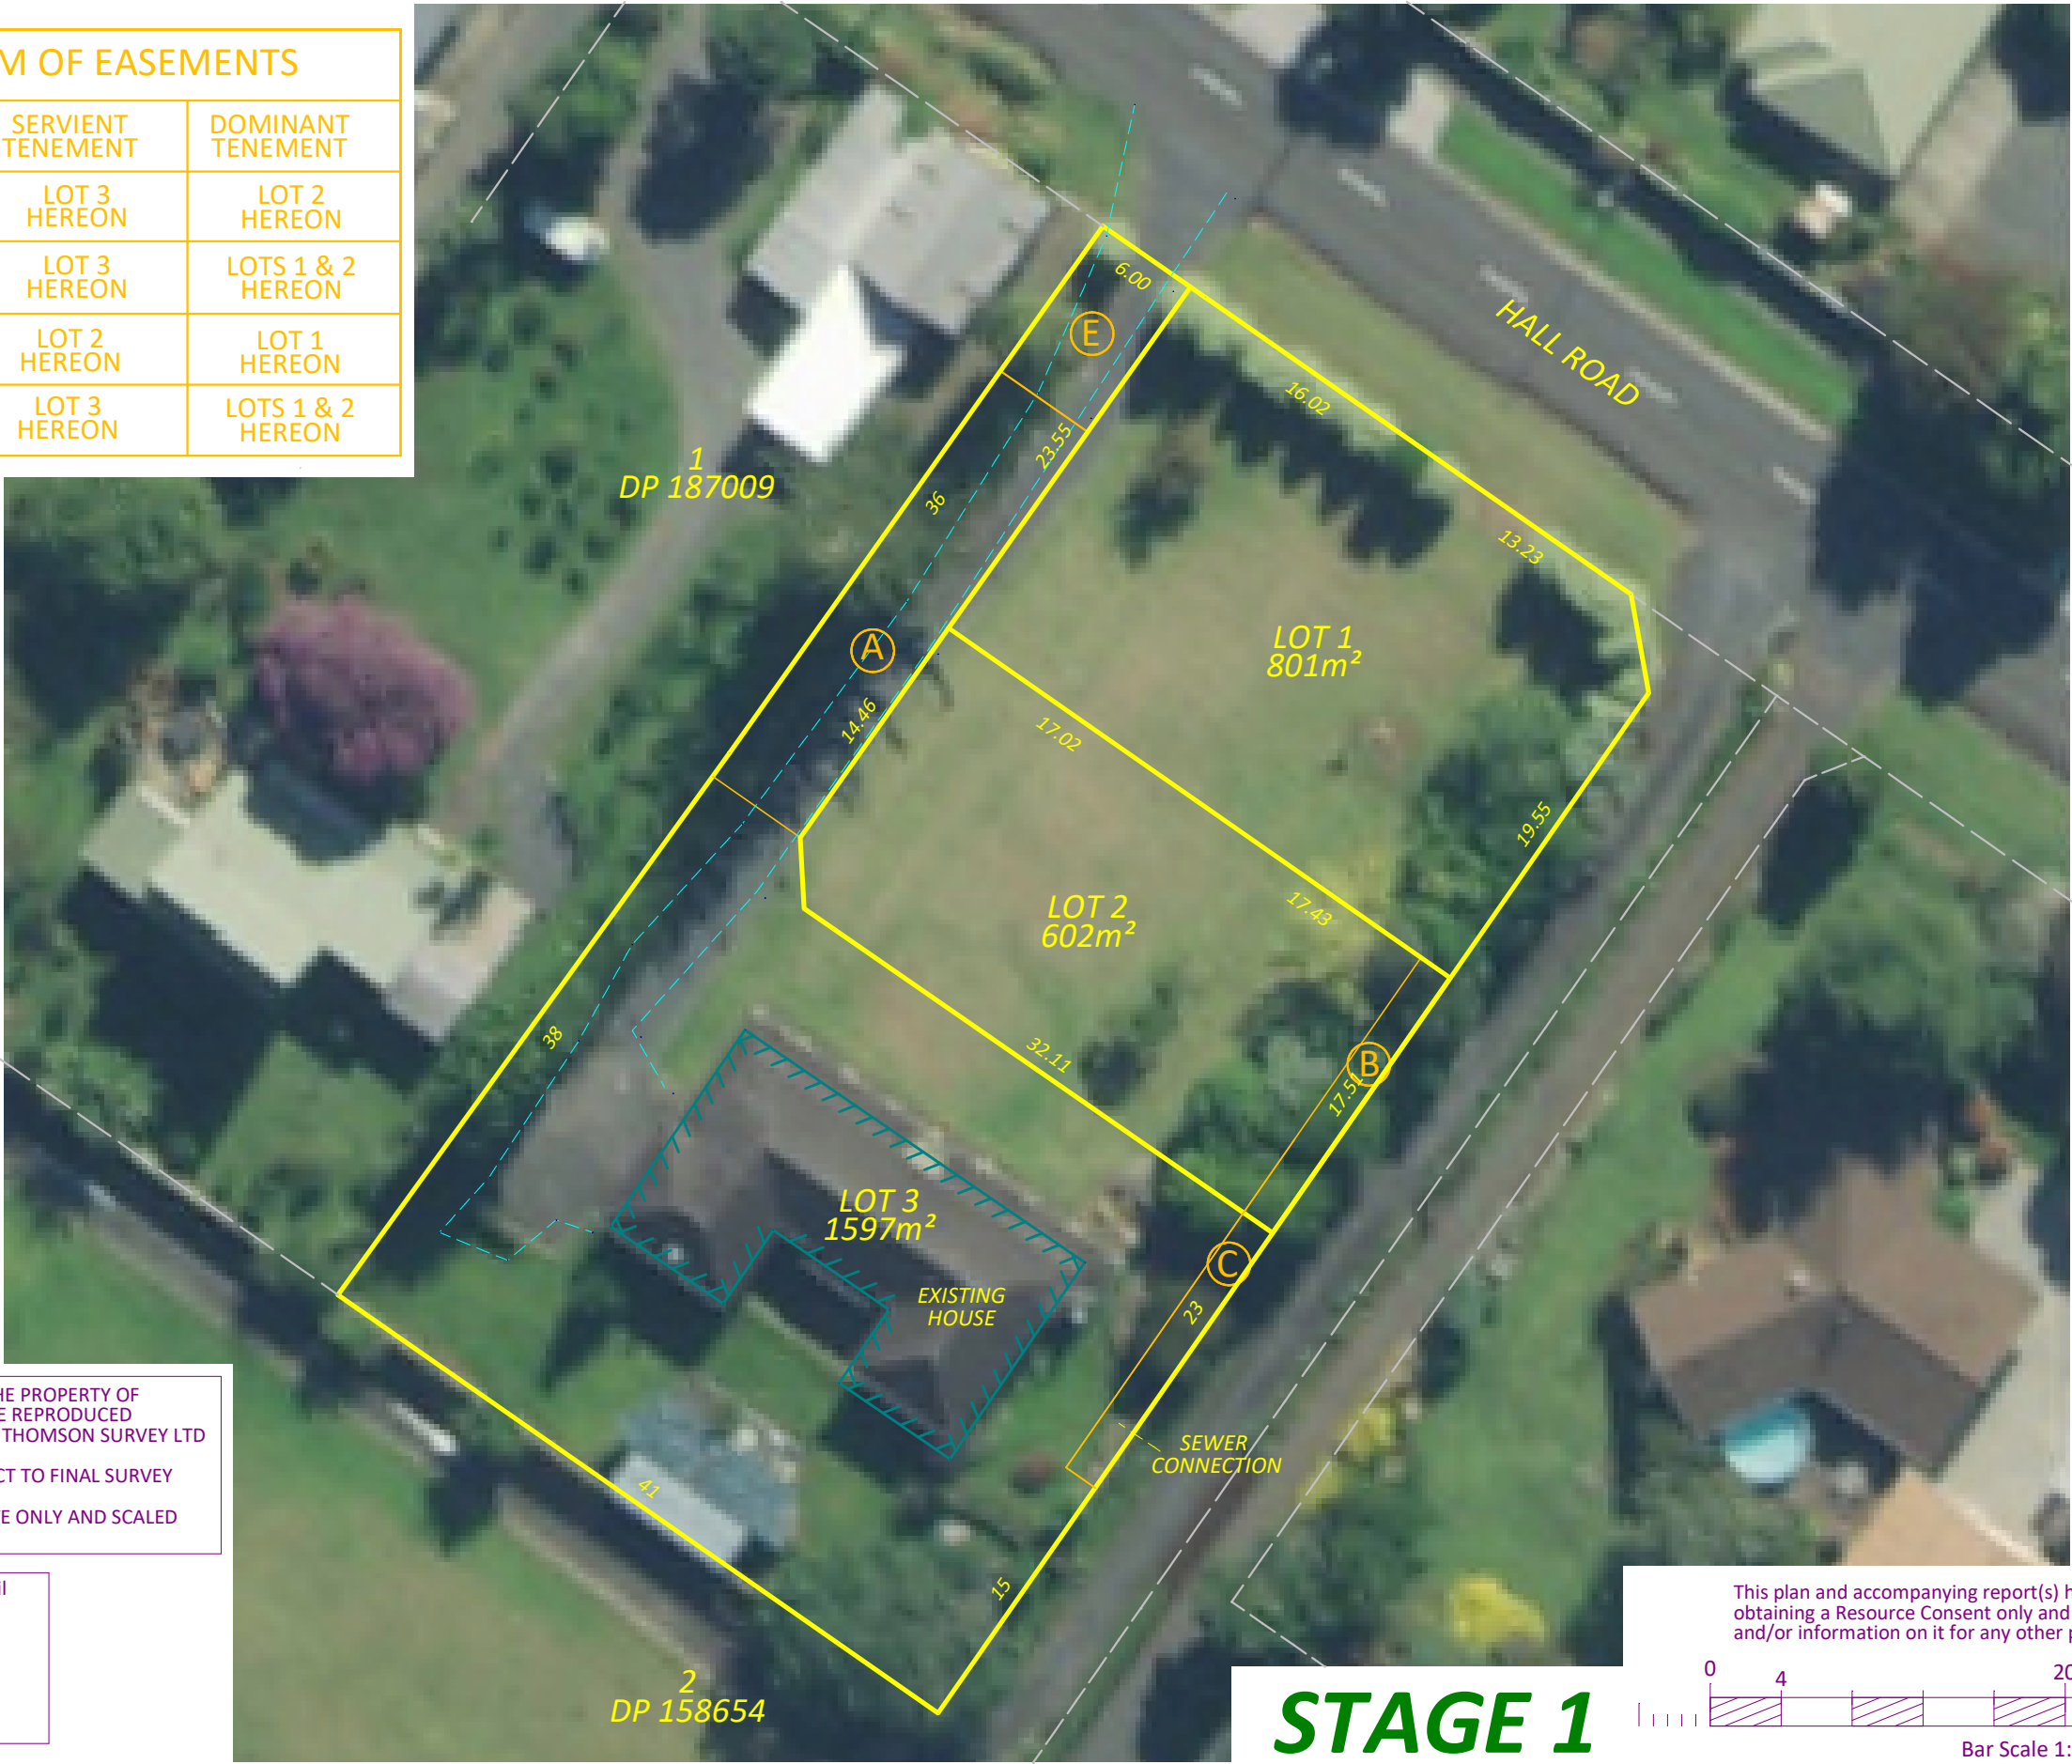 M OF EASEMENTS
SERVIENT TENEMENT
DOMINANT TENEMENT
LOT 3 HEREON
LOT 2 HEREON
LOT 3 HEREON
LOTS 1 & 2 HEREON
LOT 2 HEREON
LOT 1 HEREON
LOT 3 HEREON
LOTS 1 & 2 HEREON
6.00
E
HALL ROAD
16.02
23.55
1
DP 187009
36
13.23
A
LOT 1
801m²
14.46
17.02
19.55
LOT 2
602m²
17.43
38
32.11
B
17.51
LOT 3
1597m²
C
EXISTING
HOUSE
23
SEWER
CONNECTION
41
15
2
DP 158654
HE PROPERTY OF
E REPRODUCED
THOMSON SURVEY LTD
CT TO FINAL SURVEY
E ONLY AND SCALED
il
STAGE 1
This plan and accompanying report(s) h
obtaining a Resource Consent only and
and/or information on it for any other p
0
4
20
Bar Scale 1: